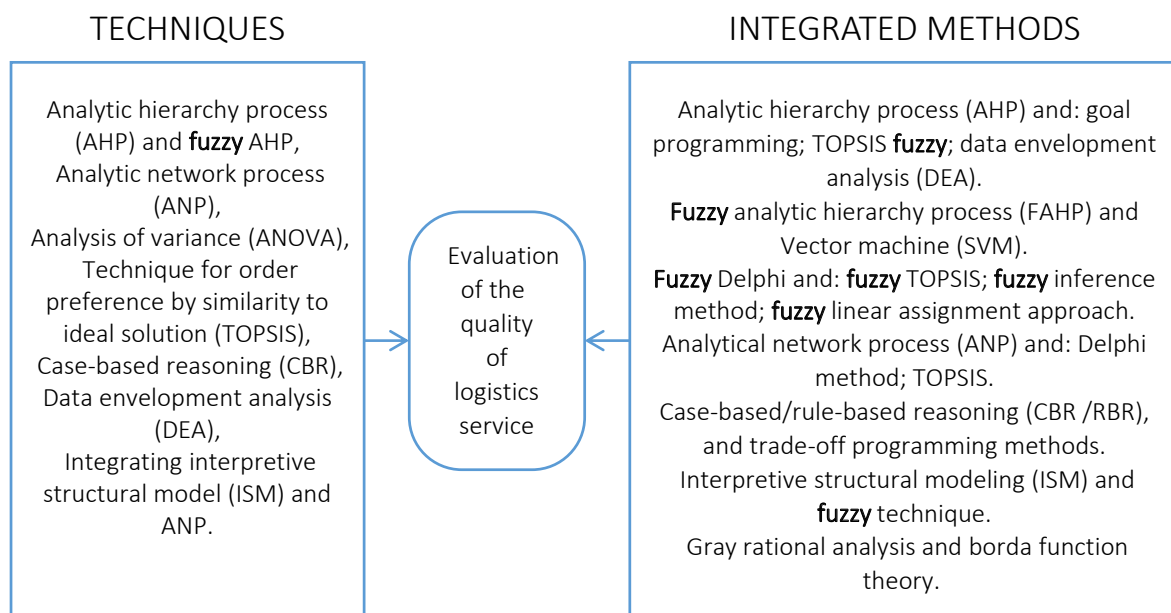 TECHNIQUES
Analytic hierarchy process
(AHP) and fuzzy AHP,
Analytic network process
(ANP),
Analysis of variance (ANOVA),
Technique for order
preference by similarity to
ideal solution (TOPSIS),
Case-based reasoning (CBR),
Data envelopment analysis
(DEA),
Integrating interpretive
structural model (ISM) and
ANP.
Evaluation
of the
quality
of
logistics
service
INTEGRATED METHODS
Analytic hierarchy process (AHP) and: goal
programming; TOPSIS fuzzy; data envelopment
analysis (DEA).
Fuzzy analytic hierarchy process (FAHP) and
Vector machine (SVM).
Fuzzy Delphi and: fuzzy TOPSIS; fuzzy inference
method; fuzzy linear assignment approach.
Analytical network process (ANP) and: Delphi
method; TOPSIS.
Case-based/rule-based reasoning (CBR /RBR),
and trade-off programming methods.
Interpretive structural modeling (ISM) and
fuzzy technique.
Gray rational analysis and borda function
theory.